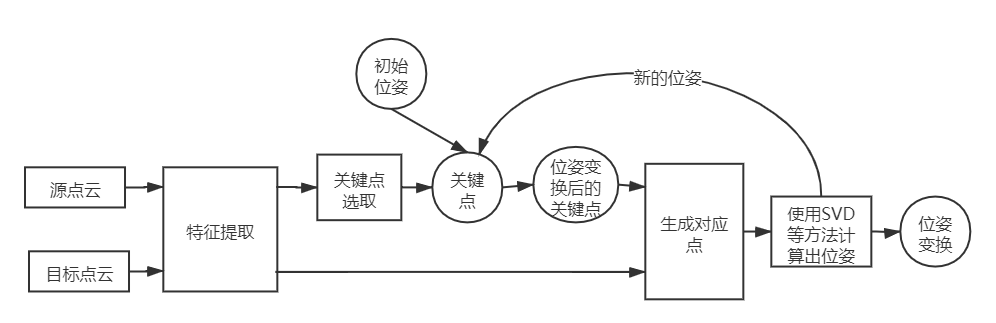 初始
位姿
新的位姿
源点云
目标点云
特征提取
关键点
选取
关键
点
位姿变
换后的
关键点
生成对应
点
使用SVD
等方法计
算出位姿
位姿
变换